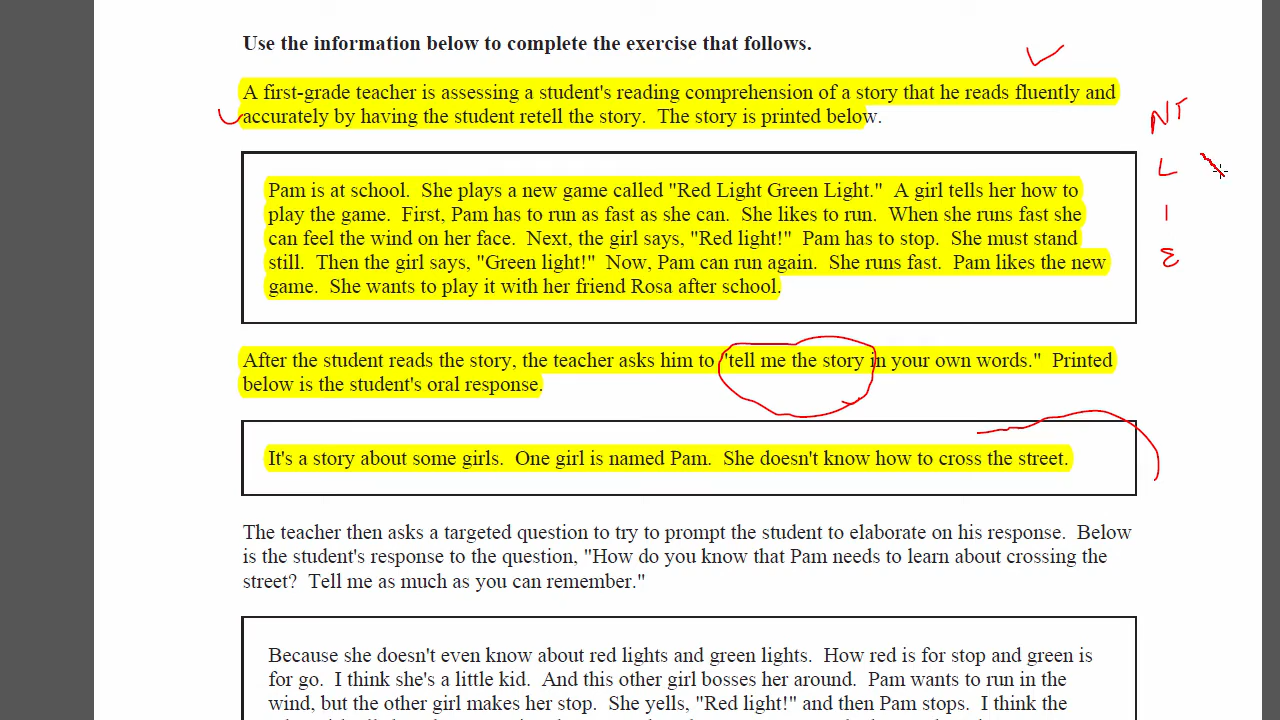 Use the information below to complete the exercise that follows.
A first-grade teacher is assessing a student's reading comprehension of a story that he reads fluently and
accurately by having the student retell the story. The story is printed below.
NT
L
I
E
Pam is at school. She plays a new game called "Red Light Green Light." A girl tells her how to
play the game. First, Pam has to run as fast as she can. She likes to run. When she runs fast she
can feel the wind on her face. Next, the girl says, "Red light!" Pam has to stop. She must stand
still. Then the girl says, "Green light!" Now, Pam can run again. She runs fast. Pam likes the new
game. She wants to play it with her friend Rosa after school.
After the student reads the story, the teacher asks him to "tell me the story in your own words." Printed
below is the student's oral response.
It's a story about some girls. One girl is named Pam. She doesn't know how to cross the street.
The teacher then asks a targeted question to try to prompt the student to elaborate on his response. Below
is the student's response to the question, "How do you know that Pam needs to learn about crossing the
street? Tell me as much as you can remember."
Because she doesn't even know about red lights and green lights. How red is for stop and green is
for go. I think she's a little kid. And this other girl bosses her around. Pam wants to run in the
wind, but the other girl makes her stop. She yells, "Red light!" and then Pam stops. I think the